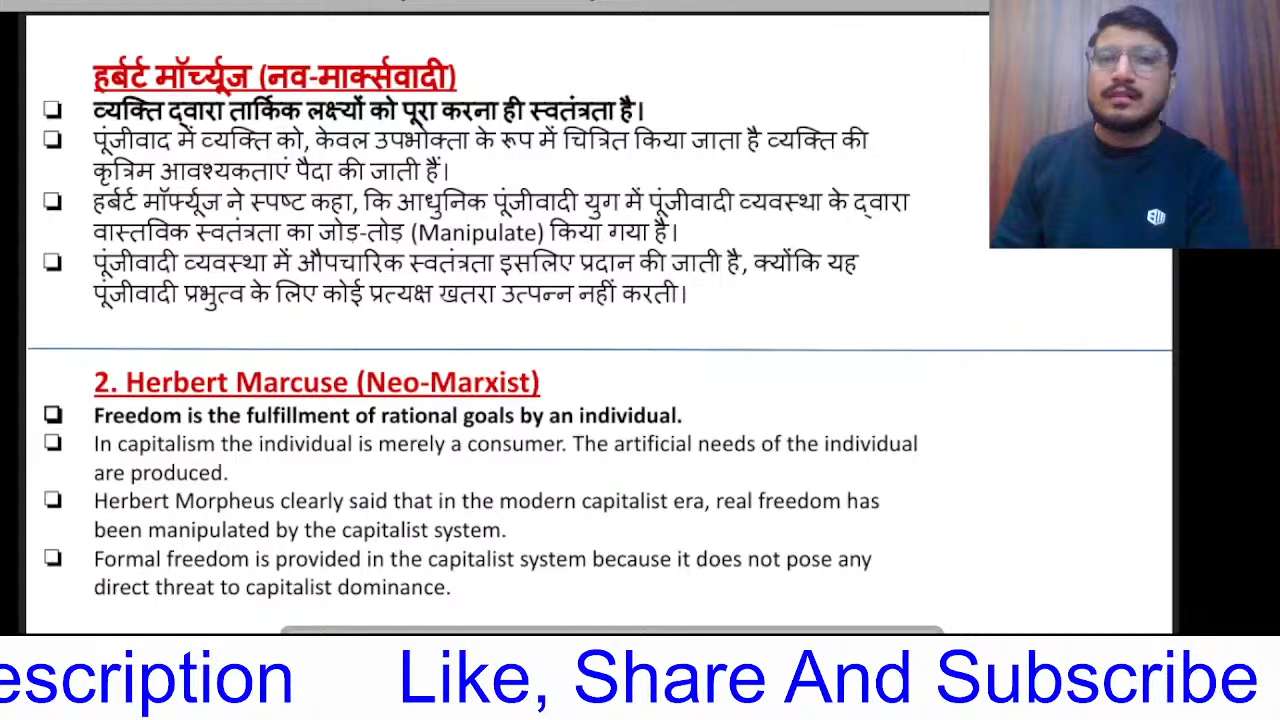 हर्बर्ट मॉर्च्यूज (नव-मार्क्सवादी)
❑ व्यक्ति द्वारा तार्किक लक्ष्यों को पूरा करना ही स्वतंत्रता है।
❑ पूंजीवाद में व्यक्ति को, केवल उपभोक्ता के रूप में चित्रित किया जाता है व्यक्ति की
कृत्रिम आवश्यकताएं पैदा की जाती हैं।
❑ हर्बर्ट मॉर्फ्यूज ने स्पष्ट कहा, कि आधुनिक पूंजीवादी युग में पूंजीवादी व्यवस्था के द्वारा
वास्तविक स्वतंत्रता का जोड़-तोड़ (Manipulate) किया गया है।
❑ पूंजीवादी व्यवस्था में औपचारिक स्वतंत्रता इसलिए प्रदान की जाती है, क्योंकि यह
पूंजीवादी प्रभुत्व के लिए कोई प्रत्यक्ष खतरा उत्पन्न नहीं करती।
2. Herbert Marcuse (Neo-Marxist)
❑ Freedom is the fulfillment of rational goals by an individual.
❑ In capitalism the individual is merely a consumer. The artificial needs of the individual
are produced.
❑ Herbert Morpheus clearly said that in the modern capitalist era, real freedom has
been manipulated by the capitalist system.
❑ Formal freedom is provided in the capitalist system because it does not pose any
direct threat to capitalist dominance.
escription Like, Share And Subscribe